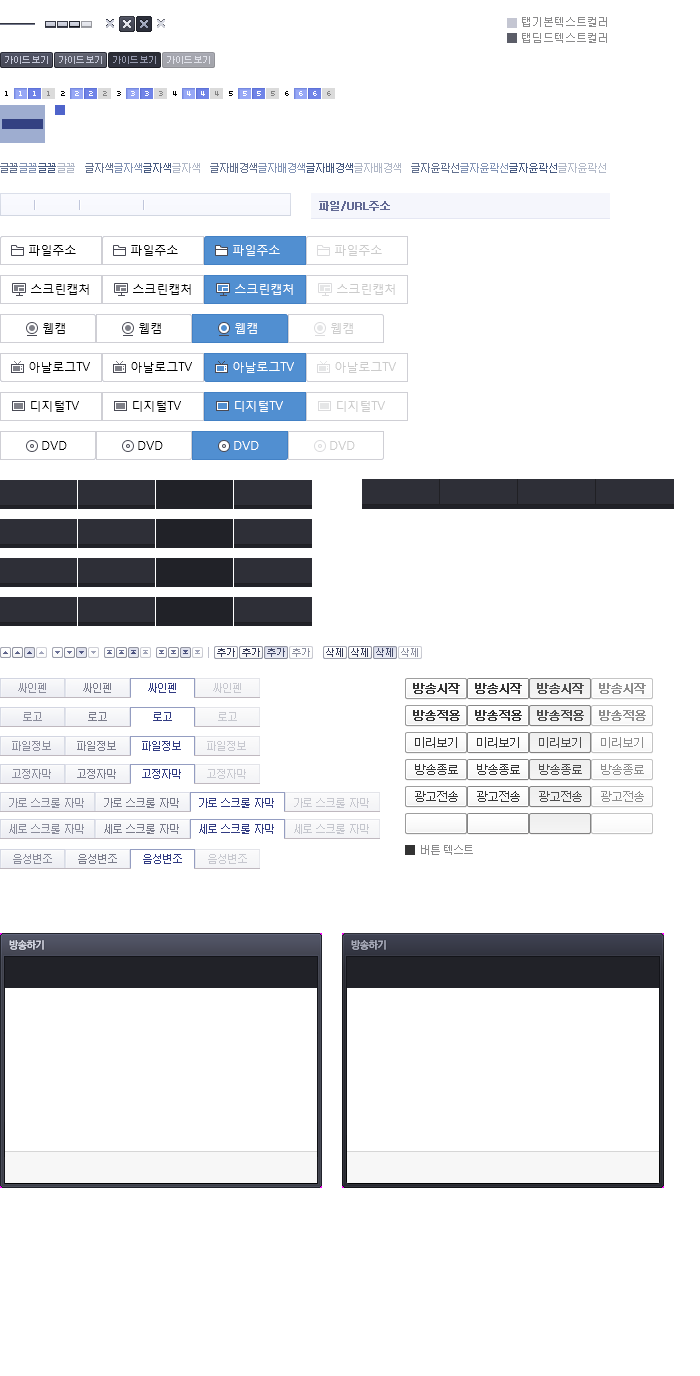 탭기본텍스트컬러
탭딤드텍스트컬러
가이드보기 가이드보기 가이드보기 가이드보기
1 1 1 1 2 2 2 2 3 3 3 3 4 4 4 4 5 5 5 5 6 6 6 6
글꼴글꼴글꼴글꼴 글자색글자색글자색글자색 글자배경색글자배경색글자배경색글자배경색 글자윤곽선글자윤곽선글자윤곽선글자윤곽선
파일/URL주소
파일주소 파일주소 파일주소 파일주소
스크린캡처 스크린캡처 스크린캡처 스크린캡처
웹캠 웹캠 웹캠 웹캠
아날로그TV 아날로그TV 아날로그TV 아날로그TV
디지털TV 디지털TV 디지털TV 디지털TV
DVD DVD DVD DVD
추가 추가 추가 추가 삭제 삭제 삭제 삭제
싸인펜 싸인펜 싸인펜 싸인펜 방송시작 방송시작 방송시작 방송시작
로고 로고 로고 로고 방송적용 방송적용 방송적용 방송적용
파일정보 파일정보 파일정보 파일정보 미리보기 미리보기 미리보기 미리보기
고정자막 고정자막 고정자막 고정자막 방송종료 방송종료 방송종료 방송종료
가로 스크롤 자막 가로 스크롤 자막 가로 스크롤 자막 가로 스크롤 자막 광고전송 광고전송 광고전송 광고전송
세로 스크롤 자막 세로 스크롤 자막 세로 스크롤 자막 세로 스크롤 자막
음성변조 음성변조 음성변조 음성변조 버튼 텍스트
방송하기 방송하기